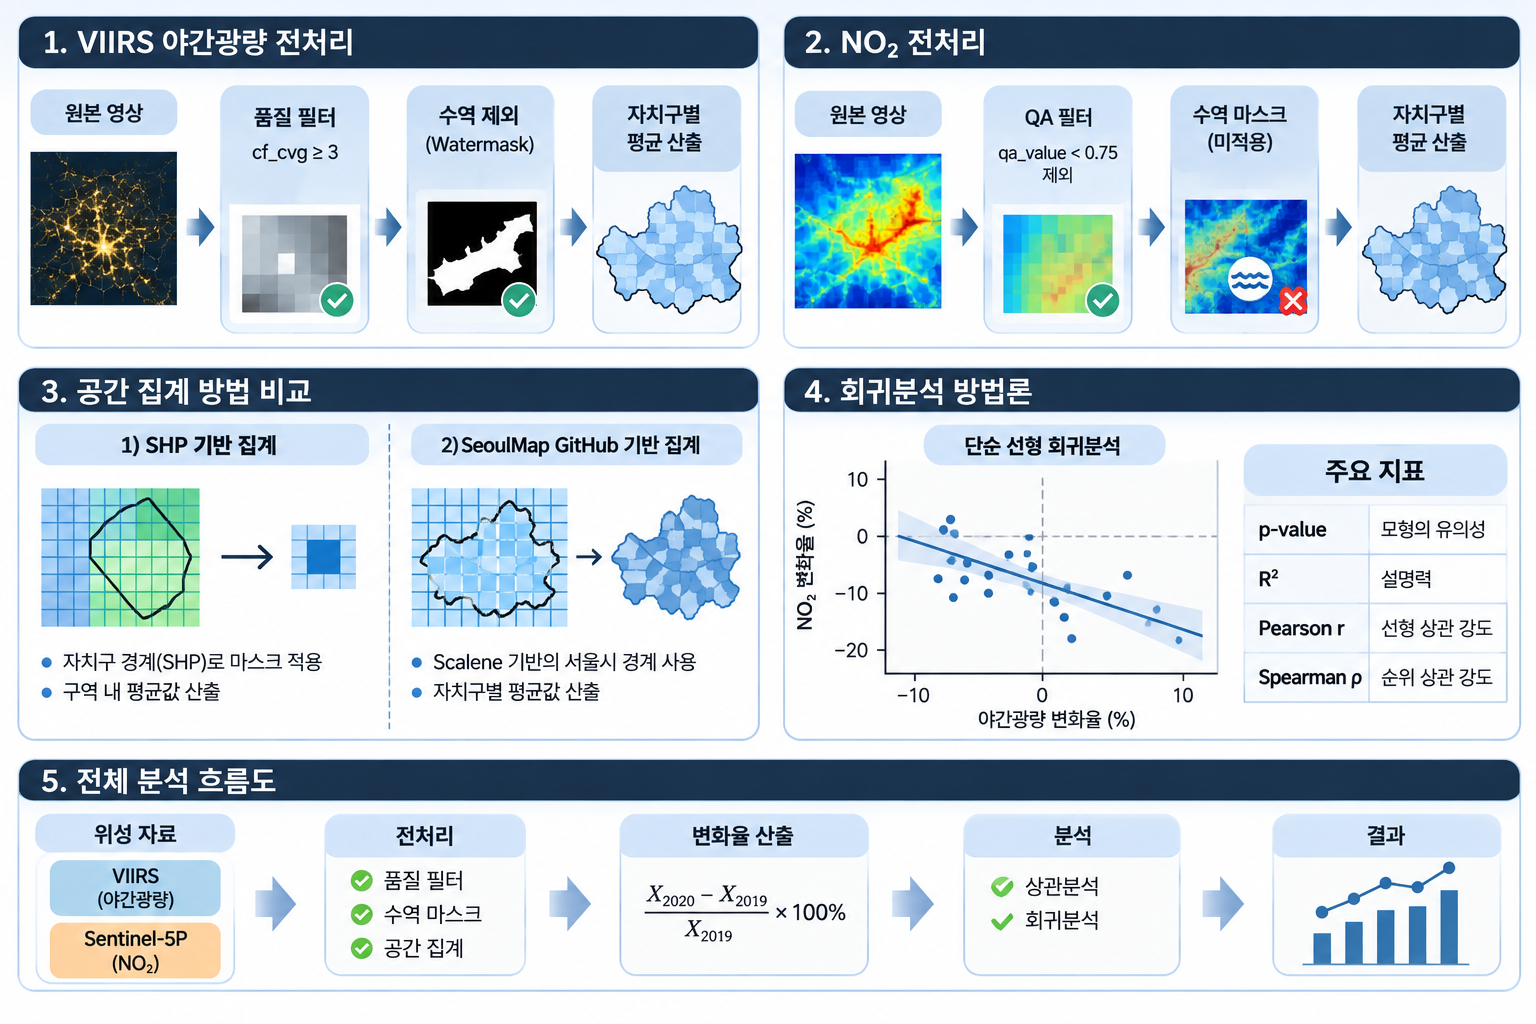 1. VIIRS 야간광량 전처리
원본 영상
품질 필터
cf_cvg ≥ 3
수역 제외
(Watermask)
자치구별
평균 산출
2. NO₂ 전처리
원본 영상
QA 필터
qa_value < 0.75
제외
수역 마스크
(미적용)
자치구별
평균 산출
3. 공간 집계 방법 비교
1) SHP 기반 집계
자치구 경계(SHP)로 마스크 적용
구역 내 평균값 산출
2) SeoulMap GitHub 기반 집계
Scalene 기반의 서울시 경계 사용
자치구별 평균값 산출
4. 회귀분석 방법론
단순 선형 회귀분석
NO₂ 변화율 (%)
10
0
−10
−20
−10
0
10
야간광량 변화율 (%)
주요 지표
p-value 모형의 유의성
R² 설명력
Pearson r 선형 상관 강도
Spearman ρ 순위 상관 강도
5. 전체 분석 흐름도
위성 자료
VIIRS
(야간광량)
Sentinel-5P
(NO₂)
전처리
품질 필터
수역 마스크
공간 집계
변화율 산출
X₂₀₂₀ − X₂₀₁₉
X₂₀₁₉
× 100%
분석
상관분석
회귀분석
결과